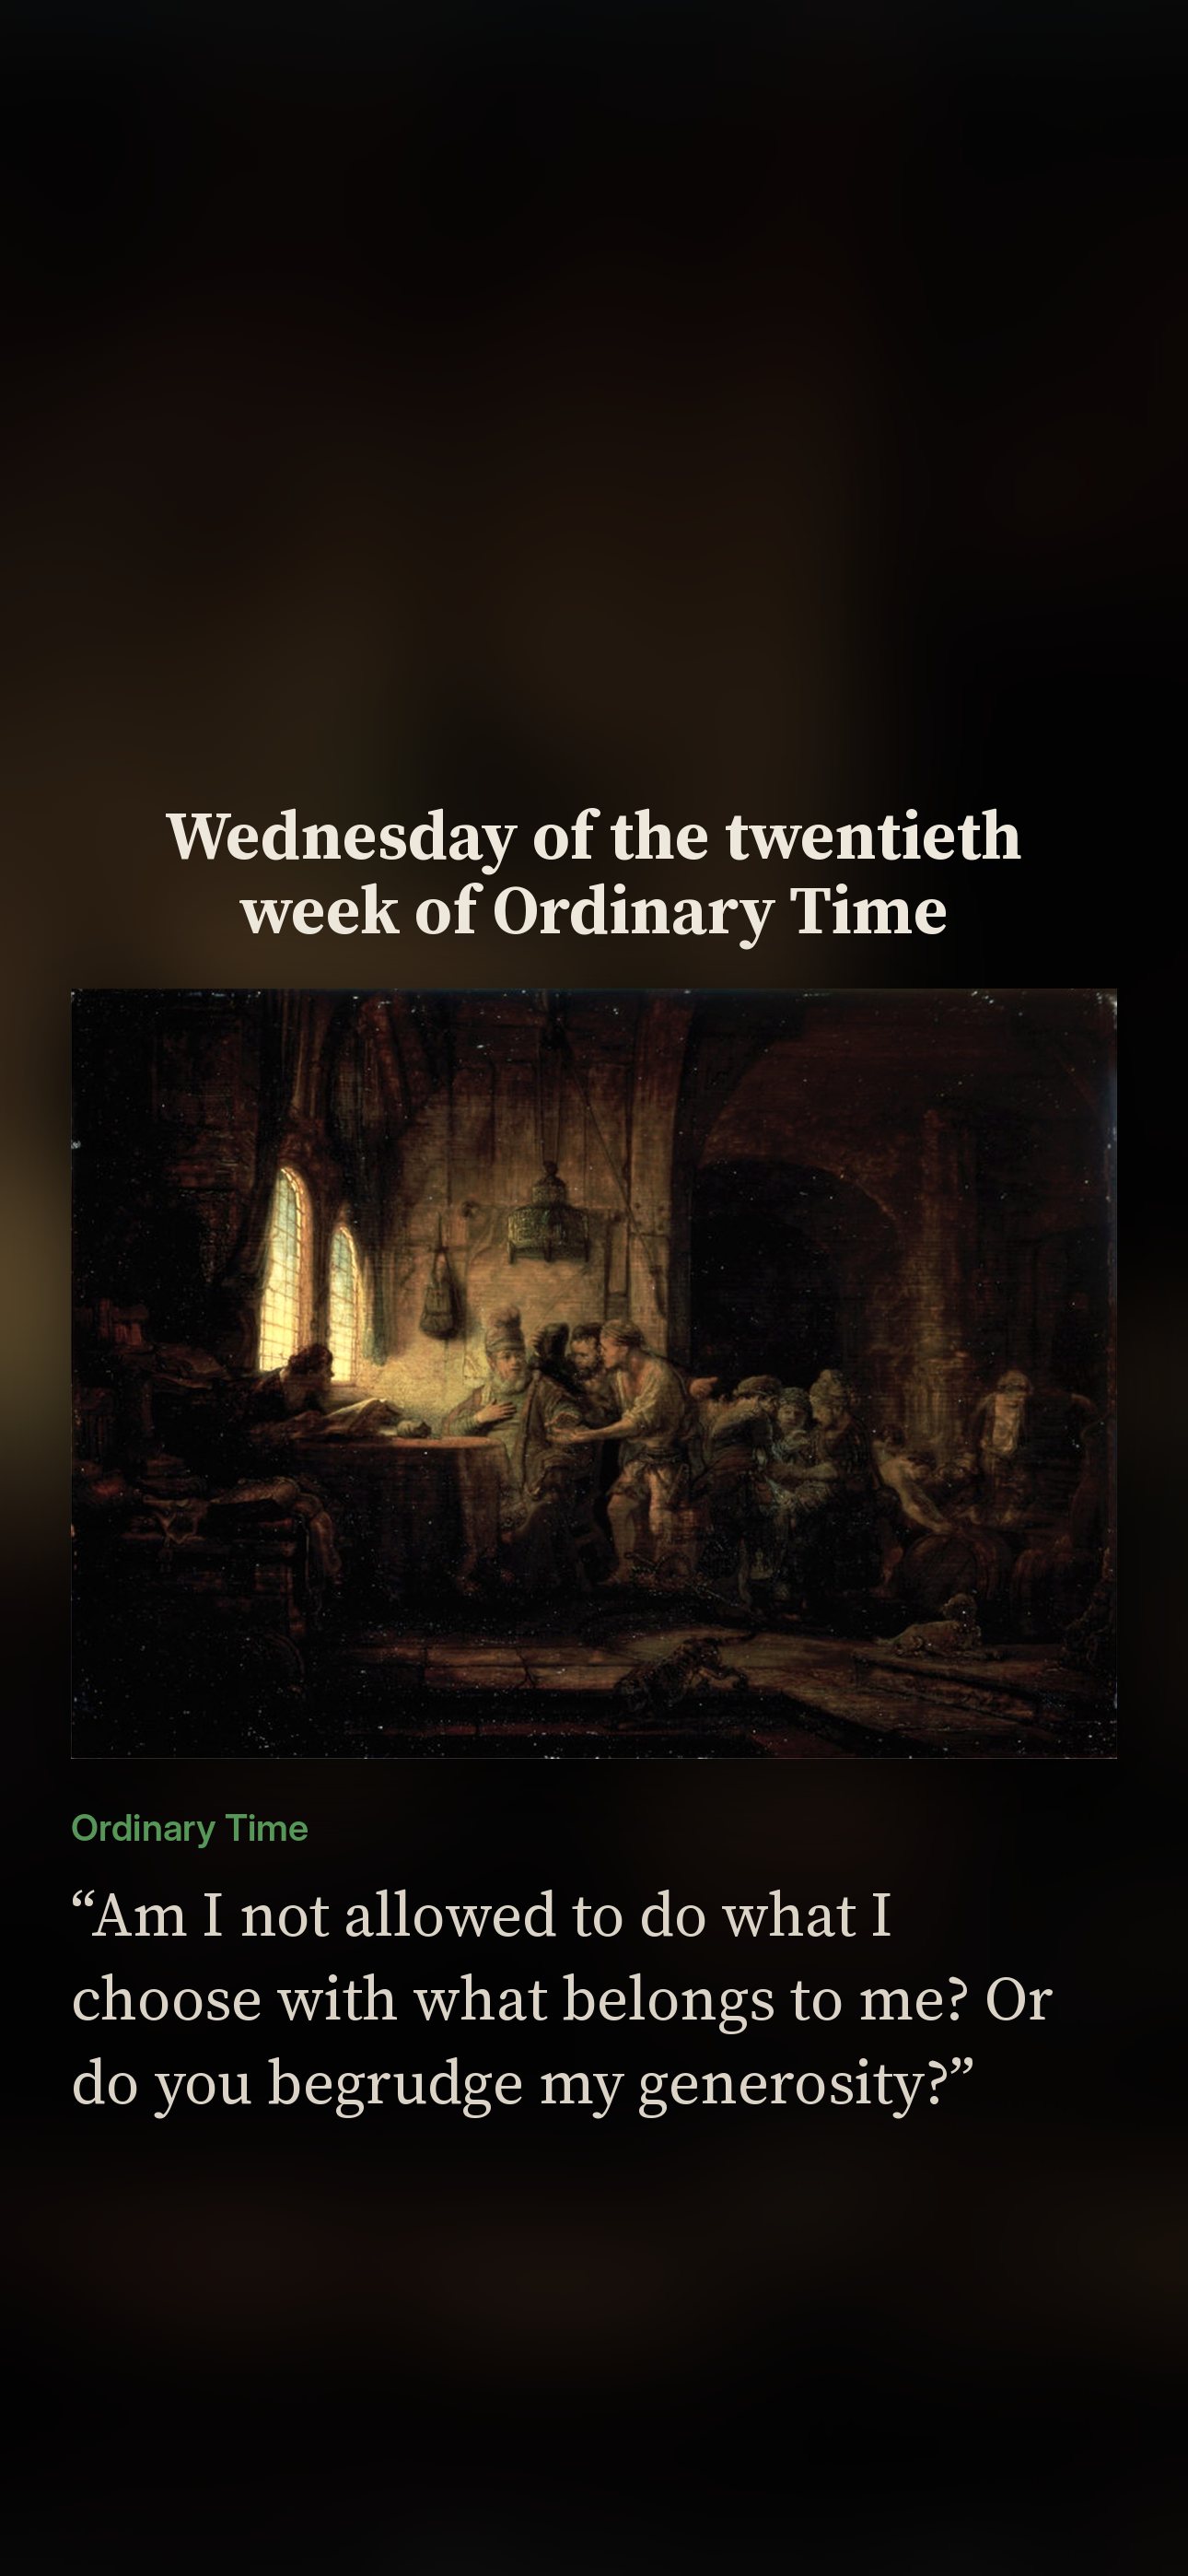 Wednesday of the twentieth
week of Ordinary Time
Ordinary Time
“Am I not allowed to do what I
choose with what belongs to me? Or
do you begrudge my generosity?”